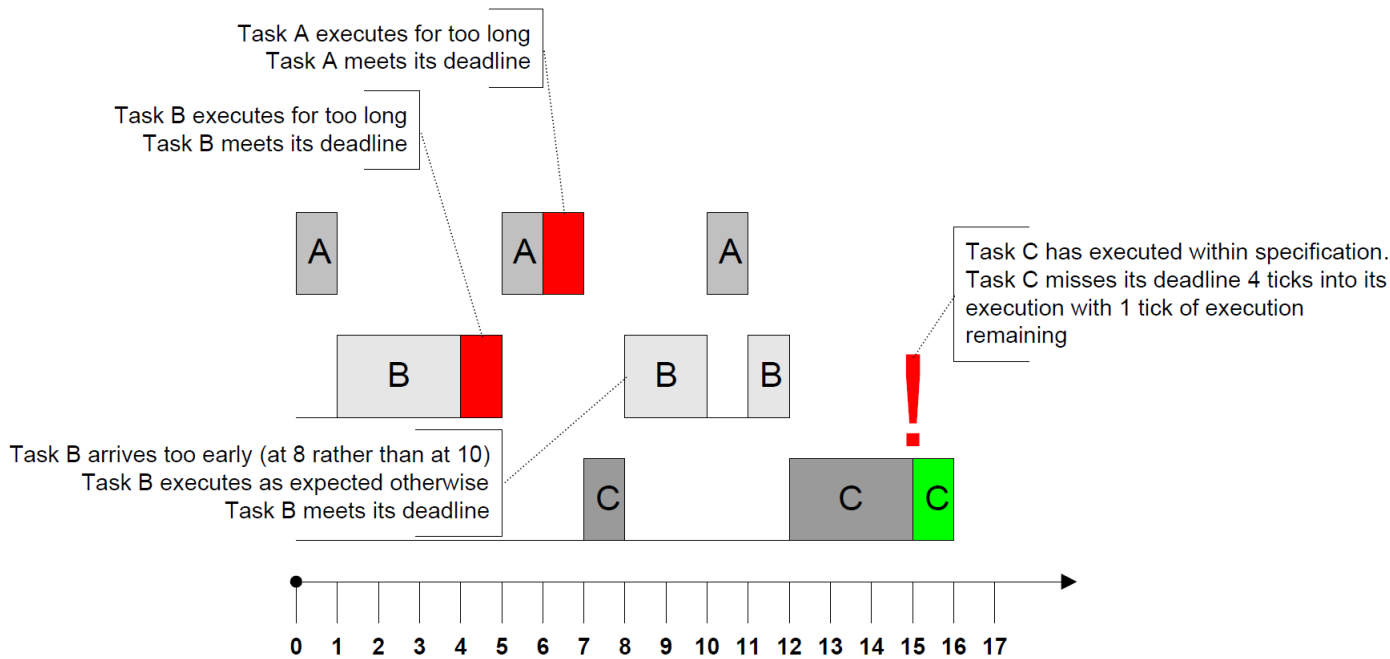 Task A executes for too long
Task A meets its deadline
Task B executes for too long
Task B meets its deadline
A
A
A
Task C has executed within specification.
Task C misses its deadline 4 ticks into its
execution with 1 tick of execution
remaining
B
B
B
!
Task B arrives too early (at 8 rather than at 10)
Task B executes as expected otherwise
Task B meets its deadline
C
C
C
0 1 2 3 4 5 6 7 8 9 10 11 12 13 14 15 16 17